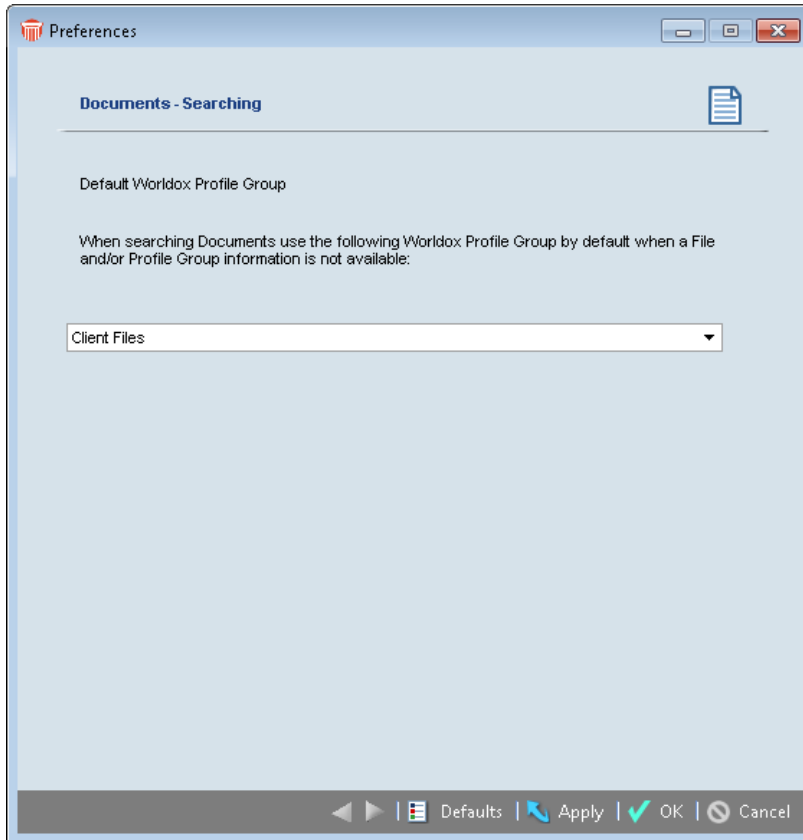 Preferences
Documents - Searching
Default Worldox Profile Group
When searching Documents use the following Worldox Profile Group by default when a File
and/or Profile Group information is not available:
Client Files
Defaults | Apply | OK | Cancel